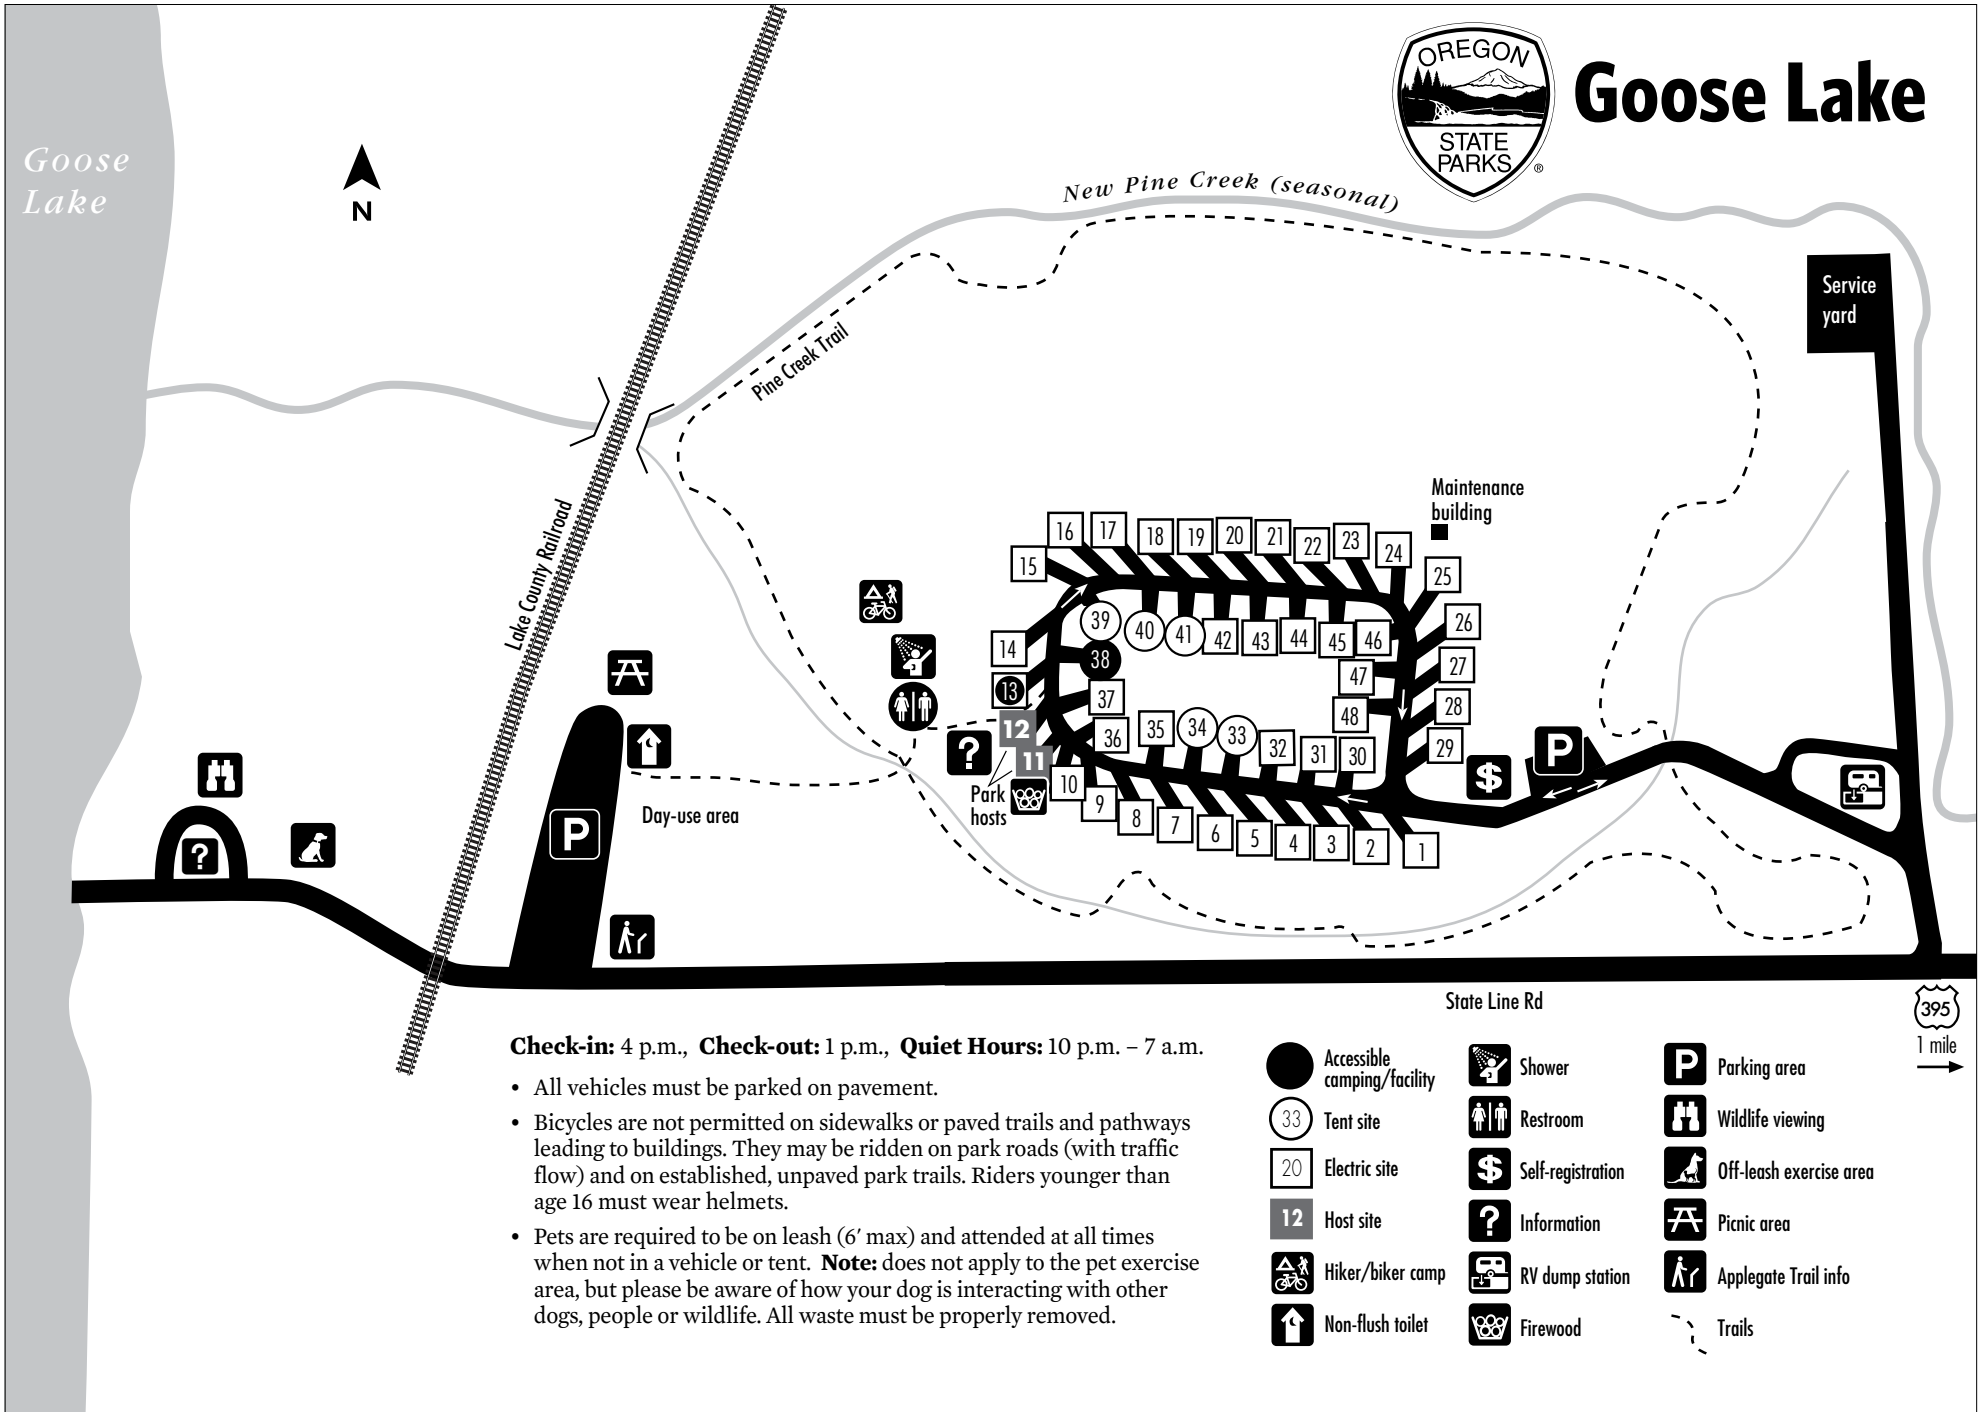 OREGON
STATE
PARKS
®
Goose Lake
Goose
Lake
N
New Pine Creek (seasonal)
Service
yard
Pine Creek Trail
Lake County Railroad
Maintenance
building
16
17
18
19
20
21
22
23
24
15
25
39
40
41
42
43
44
45
46
26
14
38
47
27
13
37
48
28
12
36
35
34
33
32
31
30
29
11
?
P
$
Park
hosts
10
9
8
7
6
5
4
3
2
1
Day-use area
P
?
State Line Rd
395
1 mile
Check-in: 4 p.m., Check-out: 1 p.m., Quiet Hours: 10 p.m. – 7 a.m.
• All vehicles must be parked on pavement.
• Bicycles are not permitted on sidewalks or paved trails and pathways
leading to buildings. They may be ridden on park roads (with traffic
flow) and on established, unpaved park trails. Riders younger than
age 16 must wear helmets.
• Pets are required to be on leash (6′ max) and attended at all times
when not in a vehicle or tent. Note: does not apply to the pet exercise
area, but please be aware of how your dog is interacting with other
dogs, people or wildlife. All waste must be properly removed.
Accessible
camping/facility
33 Tent site
20 Electric site
12 Host site
Hiker/biker camp
Non-flush toilet
Shower
Restroom
$ Self-registration
? Information
RV dump station
Firewood
P Parking area
Wildlife viewing
Off-leash exercise area
Picnic area
Applegate Trail info
Trails